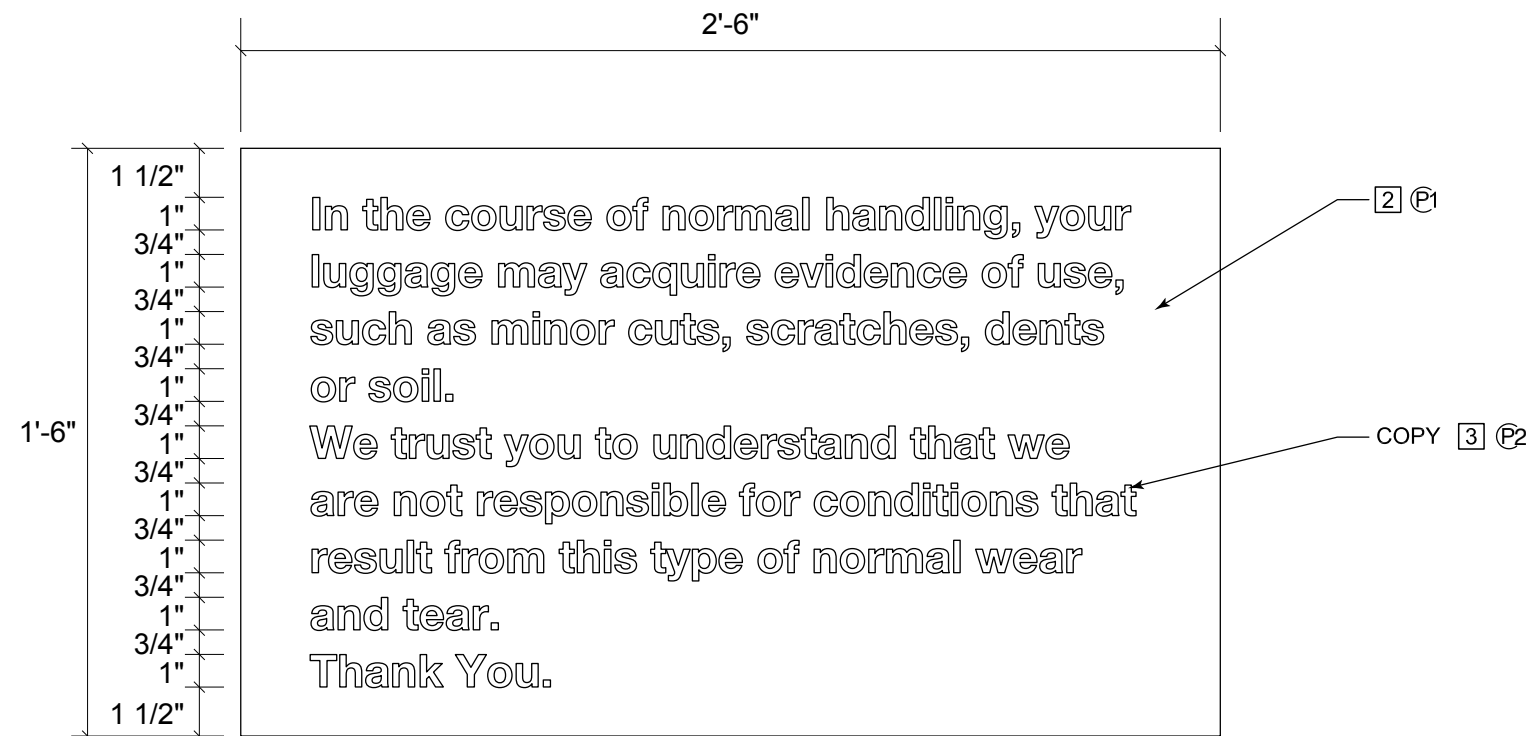 2'-6"
1 1/2"
1"
3/4"
1"
3/4"
1"
3/4"
1"
3/4"
1"
3/4"
1"
3/4"
1"
3/4"
1"
3/4"
1"
1 1/2"
1'-6"
In the course of normal handling, your
luggage may acquire evidence of use,
such as minor cuts, scratches, dents
or soil.
We trust you to understand that we
are not responsible for conditions that
result from this type of normal wear
and tear.
Thank You.
2 P1
COPY 3 P2